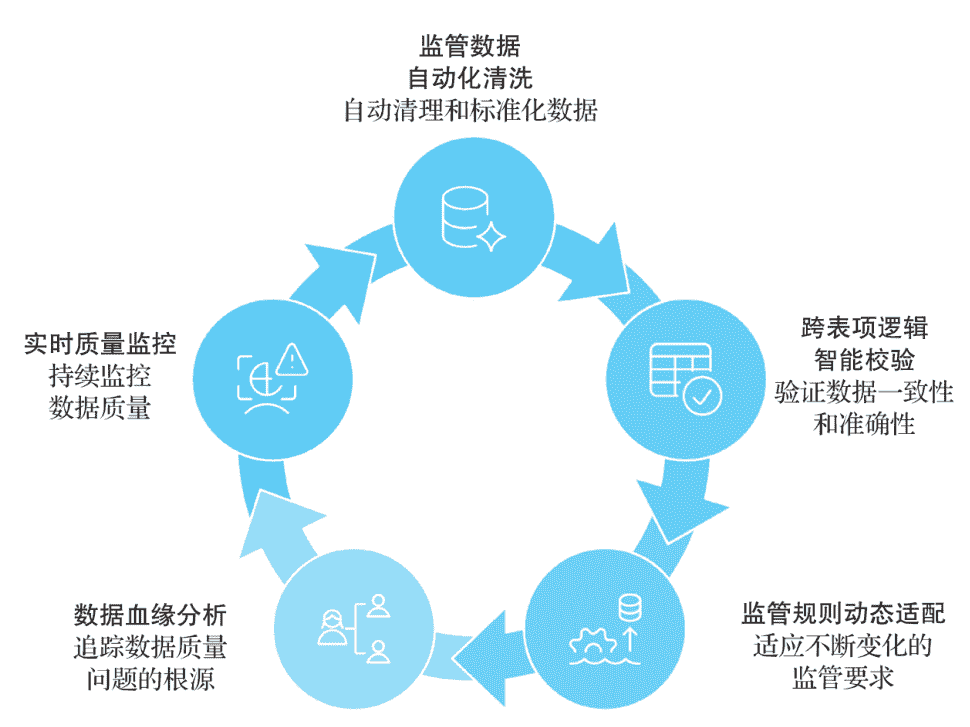 监管数据
自动化清洗
自动清理和标准化数据
跨表项逻辑
智能校验
验证数据一致性
和准确性
监管规则动态适配
适应不断变化的
监管要求
数据血缘分析
追踪数据质量
问题的根源
实时质量监控
持续监控
数据质量